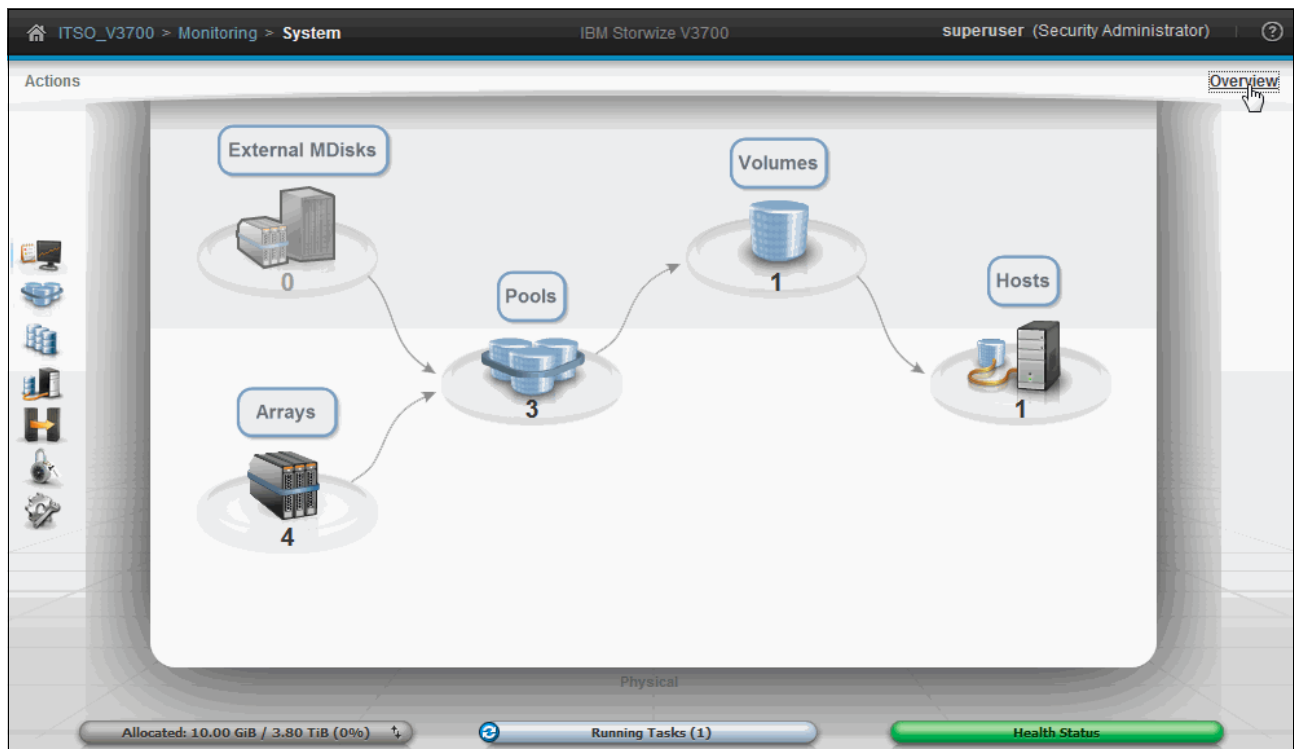 ITSO_V3700 > Monitoring > System
IBM Storwize V3700
superuser (Security Administrator)
?
Actions
Overview
External MDisks
0
Volumes
1
Pools
3
Hosts
1
Arrays
4
Physical
Allocated: 10.00 GiB / 3.80 TiB (0%)
Running Tasks (1)
Health Status